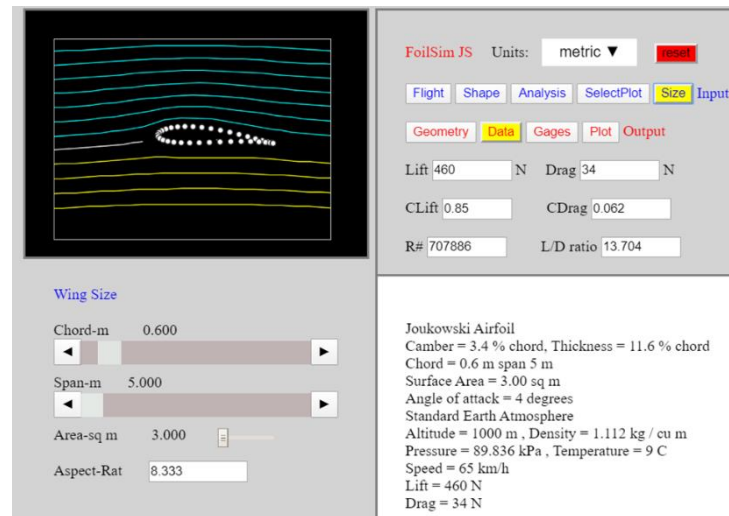 FoilSim JS Units: metric ▼ reset
Flight Shape Analysis SelectPlot Size Input
Geometry Data Gages Plot Output
Lift 460 N Drag 34 N
CLift 0.85 CDrag 0.062
R# 707886 L/D ratio 13.704
Wing Size
Chord-m 0.600
Span-m 5.000
Area-sq m 3.000
Aspect-Rat 8.333
Joukowski Airfoil
Camber = 3.4 % chord, Thickness = 11.6 % chord
Chord = 0.6 m span 5 m
Surface Area = 3.00 sq m
Angle of attack = 4 degrees
Standard Earth Atmosphere
Altitude = 1000 m , Density = 1.112 kg / cu m
Pressure = 89.836 kPa , Temperature = 9 C
Speed = 65 km/h
Lift = 460 N
Drag = 34 N